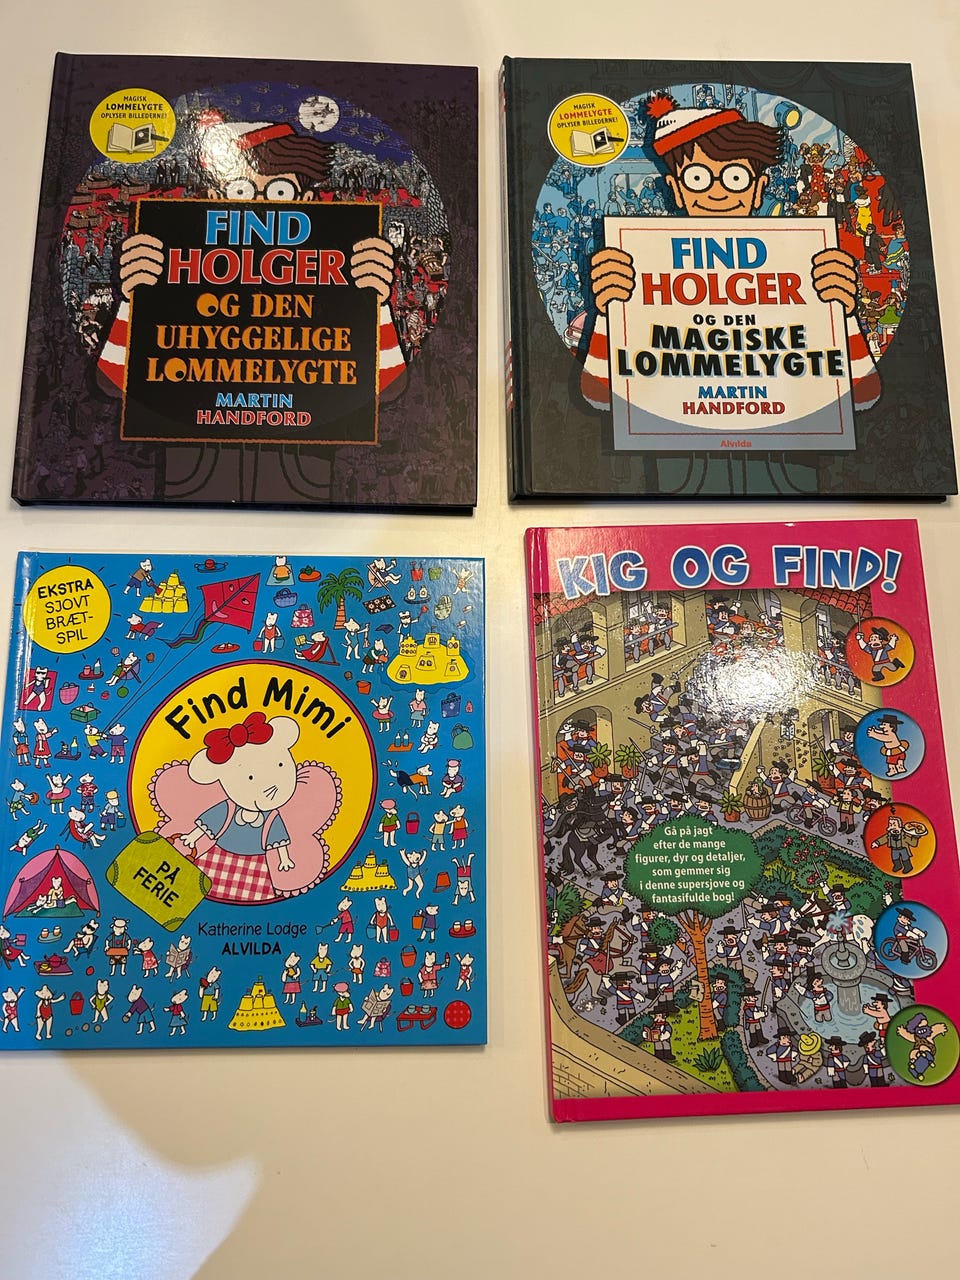 MAGISK
LOMMELYGTE
OPLYSER BILLEDERNE!
FIND
HOLGER
OG DEN
UHYGGELIGE
LOMMELYGTE
MARTIN
HANDFORD
MAGISK
LOMMELYGTE
OPLYSER BILLEDERNE!
FIND
HOLGER
OG DEN
MAGISKE
LOMMELYGTE
MARTIN
HANDFORD
Alvilda
EKSTRA
SJOVT
BRÆT-
SPIL
Find Mimi
PÅ
FERIE
Katherine Lodge
ALVILDA
KIG OG FIND!
Gå på jagt
efter de mange
figurer, dyr og detaljer,
som gemmer sig
i denne supersjove og
fantasifulde bog!